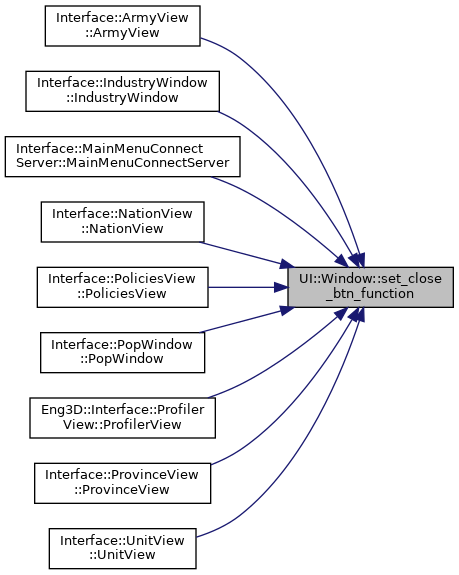 Interface::ArmyView
::ArmyView
Interface::IndustryWindow
::IndustryWindow
Interface::MainMenuConnect
Server::MainMenuConnectServer
Interface::NationView
::NationView
UI::Window::set_close
_btn_function
Interface::PoliciesView
::PoliciesView
Interface::PopWindow
::PopWindow
Eng3D::Interface::Profiler
View::ProfilerView
Interface::ProvinceView
::ProvinceView
Interface::UnitView
::UnitView